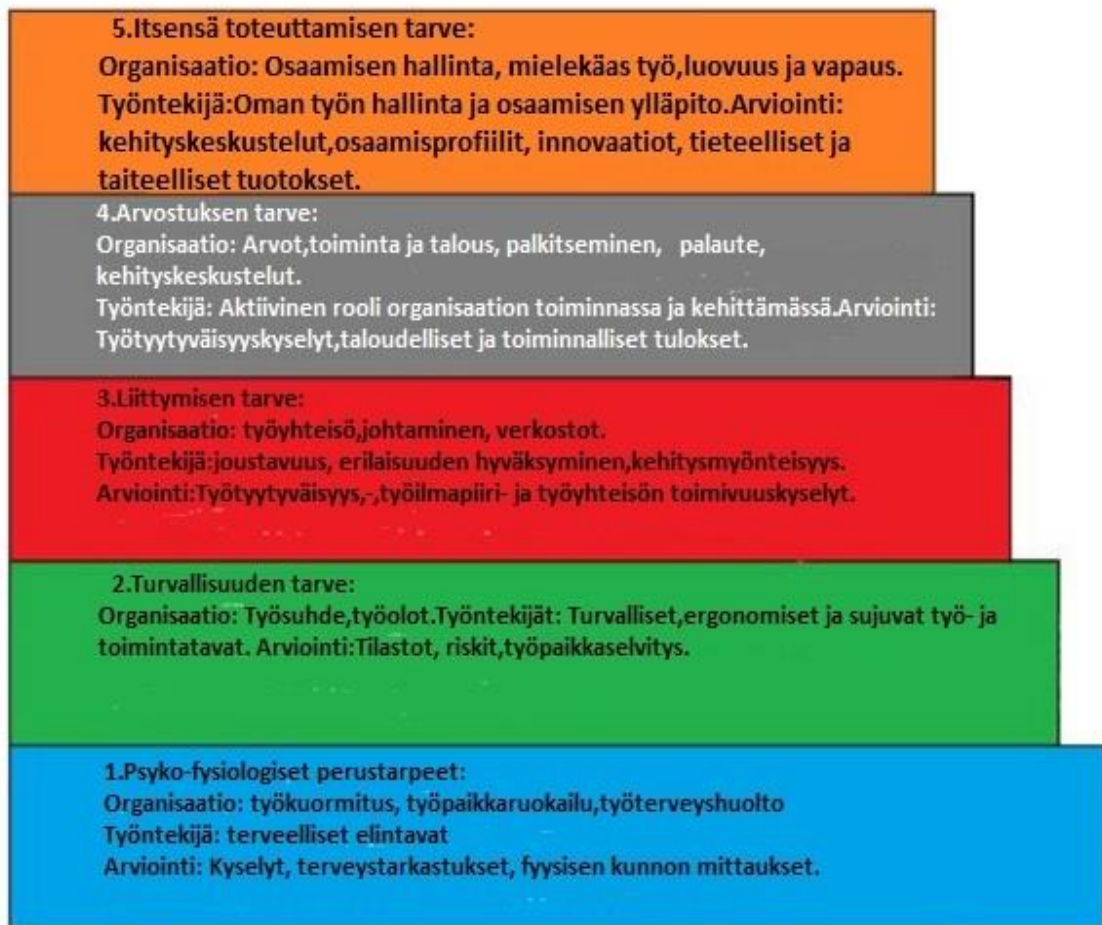 5.Itsensä toteuttamisen tarve:
Organisaatio: Osaamisen hallinta, mielekäas työ,luovuus ja vapaus.
Työntekijä:Oman työn hallinta ja osaamisen ylläpito.Arviointi:
kehityskeskustelut,osaamisprofiilit, innovaatiot, tieteelliset ja
taiteelliset tuotokset.
4.Arvostuksen tarve:
Organisaatio: Arvot,toiminta ja talous, palkitseminen, palaute,
kehityskeskustelut.
Työntekijä: Aktiivinen rooli organisaation toiminnassa ja kehittämässä.Arviointi:
Työtyytyväisyyskyselyt,taloudelliset ja toiminnalliset tulokset.
3.Liittymisen tarve:
Organisaatio: työyhteisö,johtaminen, verkostot.
Työntekijä:joustavuus, erilaisuuden hyväksyminen,kehitysmyönteisyys.
Arviointi:Työtyytyväisyys,-,työilmapiiri- ja työyhteisön toimivuuskyselyt.
2.Turvallisuuden tarve:
Organisaatio: Työsuhde,työolot.Työntekijät: Turvalliset,ergonomiset ja sujuvat työ- ja
toimintatavat. Arviointi:Tilastot, riskit,työpaikkaselvitys.
1.Psyko-fysiologiset perustarpeet:
Organisaatio: työkuormitus, työpaikkaruokailu,työterveyshuolto
Työntekijä: terveelliset elintavat
Arviointi: Kyselyt, terveystarkastukset, fyysisen kunnon mittaukset.